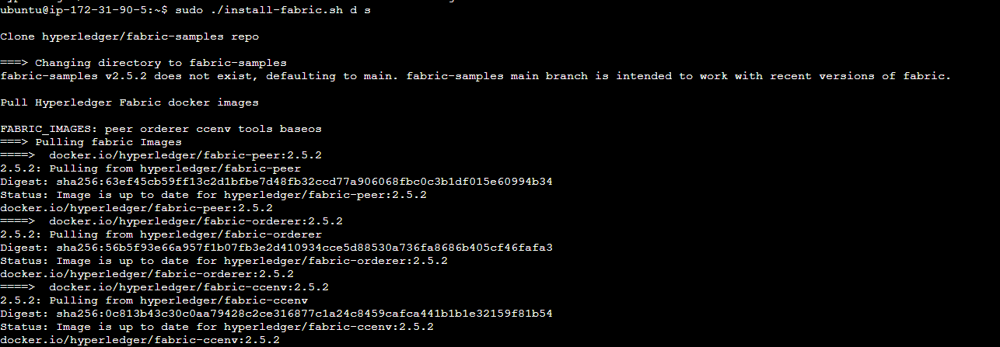 ubuntu@ip-172-31-90-5:~$ sudo ./install-fabric.sh d s
Clone hyperledger/fabric-samples repo
===> Changing directory to fabric-samples
fabric-samples v2.5.2 does not exist, defaulting to main. fabric-samples main branch is intended to work with recent versions of fabric.
Pull Hyperledger Fabric docker images
FABRIC_IMAGES: peer orderer ccenv tools baseos
===> Pulling fabric Images
====>  docker.io/hyperledger/fabric-peer:2.5.2
2.5.2: Pulling from hyperledger/fabric-peer
Digest: sha256:63ef45cb59ff13c2d1bfbe7d48fb32ccd77a906068fbc0c3b1df015e60994b34
Status: Image is up to date for hyperledger/fabric-peer:2.5.2
docker.io/hyperledger/fabric-peer:2.5.2
====>  docker.io/hyperledger/fabric-orderer:2.5.2
2.5.2: Pulling from hyperledger/fabric-orderer
Digest: sha256:56b5f93e66a957f1b07fb3e2d410934cce5d88530a736fa8686b405cf46fafa3
Status: Image is up to date for hyperledger/fabric-orderer:2.5.2
docker.io/hyperledger/fabric-orderer:2.5.2
====>  docker.io/hyperledger/fabric-ccenv:2.5.2
2.5.2: Pulling from hyperledger/fabric-ccenv
Digest: sha256:0c813b43c30c0aa79428c2ce316877c1a24c8459cafca441b1b1e32159f81b54
Status: Image is up to date for hyperledger/fabric-ccenv:2.5.2
docker.io/hyperledger/fabric-ccenv:2.5.2